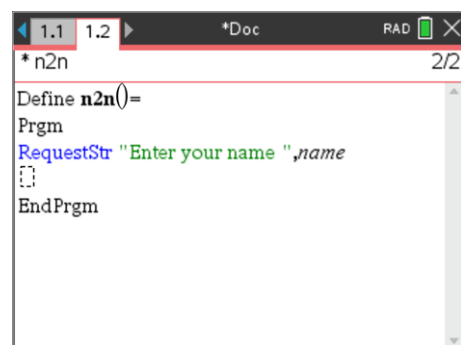 1.1 1.2 *Doc RAD
* n2n 2/2
Define n2n()=
Prgm
RequestStr "Enter your name ",name
EndPrgm